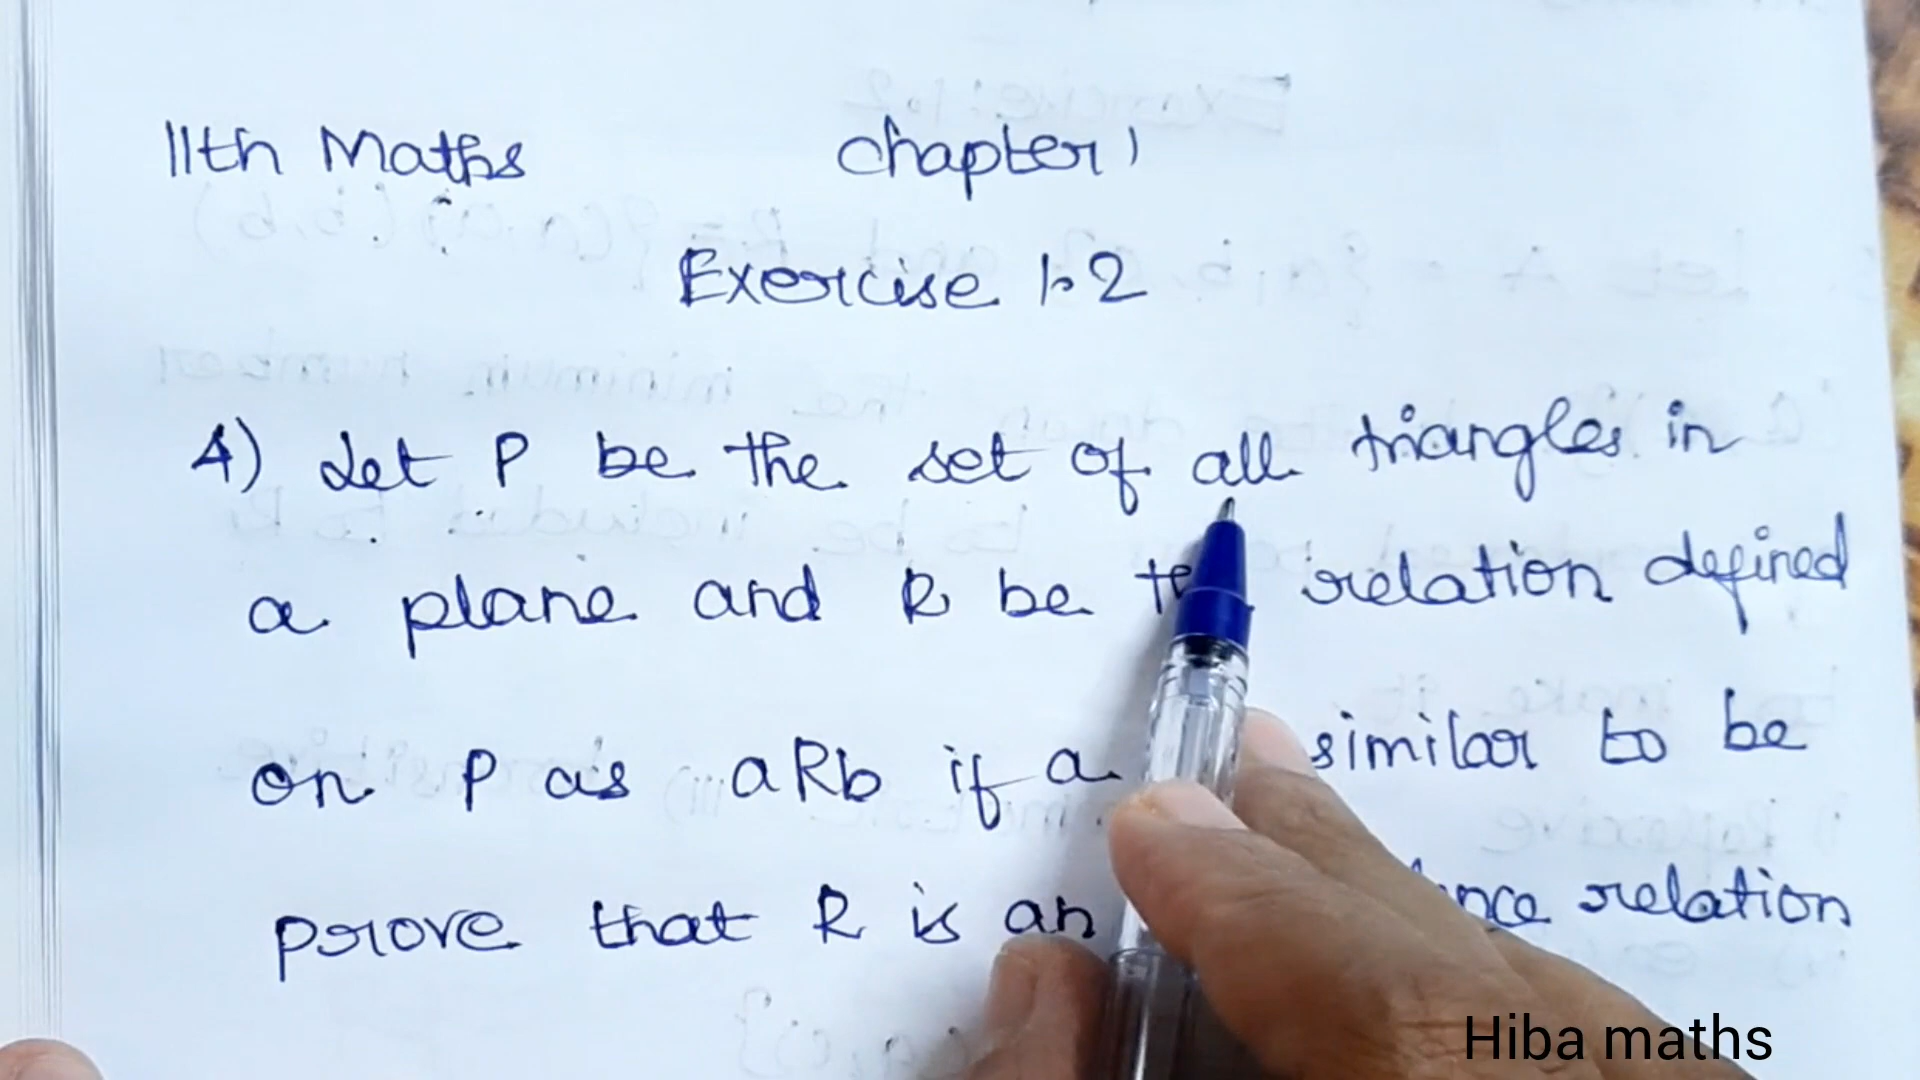 11th Maths chapter 1
Exercise 1.2
4) Let P be the set of all triangles in
a plane and R be relation defined
on P as aRb if a similar to be
prove that R is an relation
Hiba maths